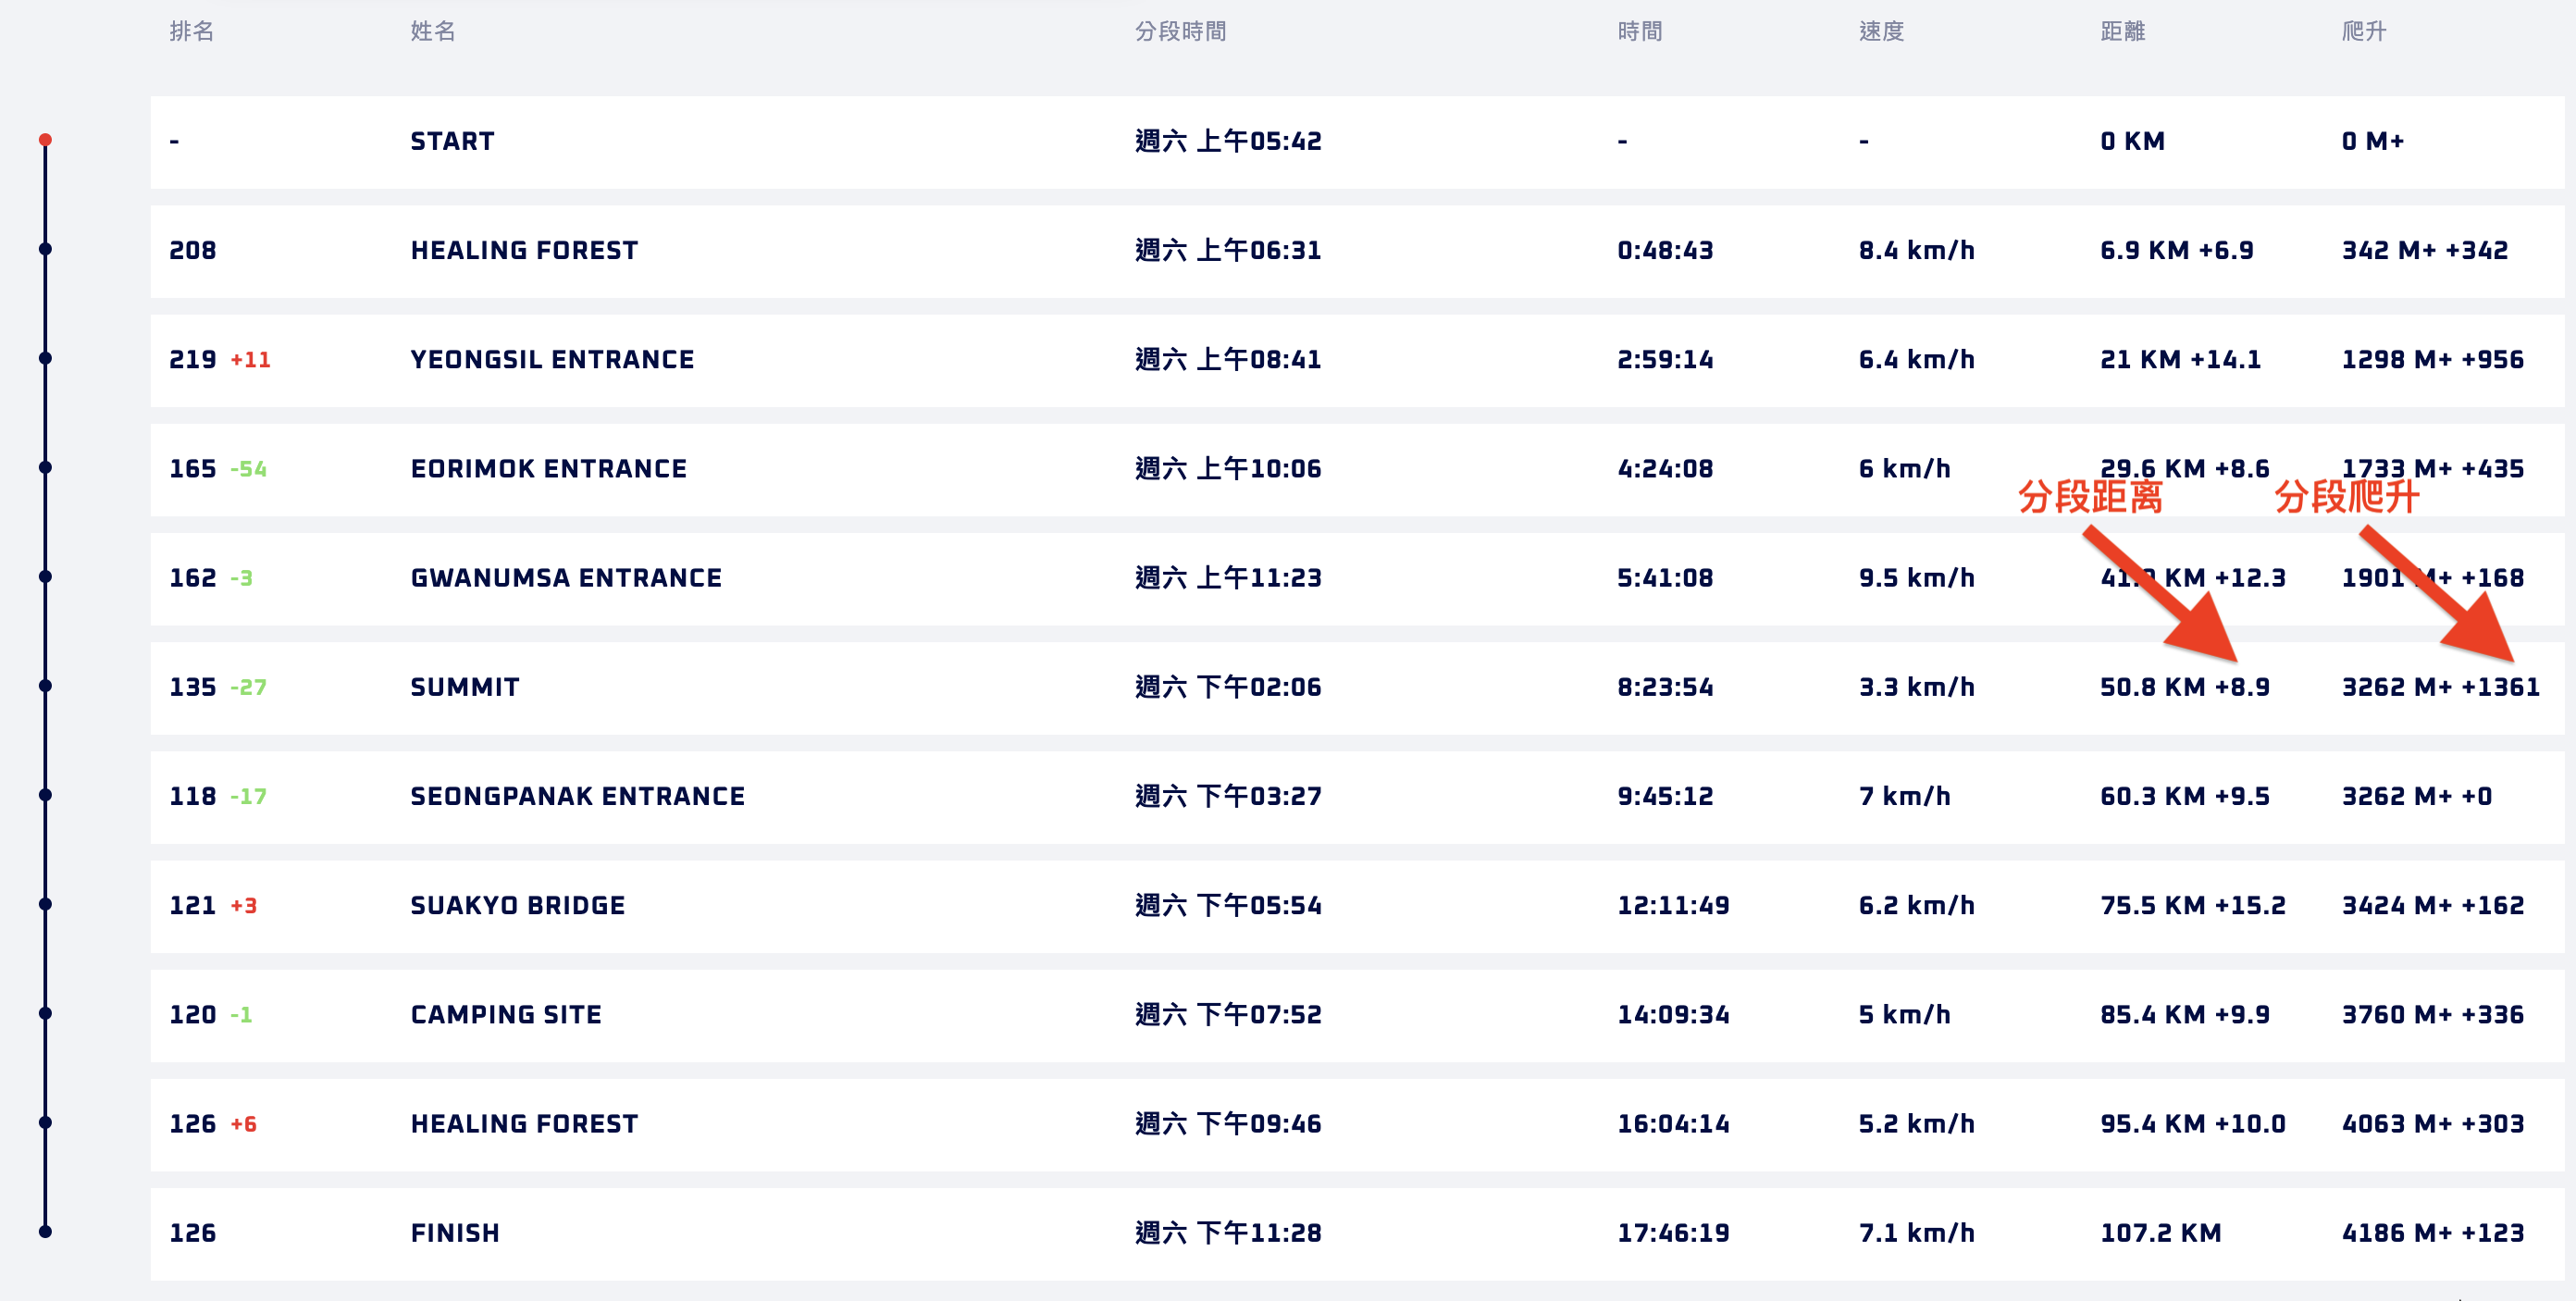 排名 姓名 分段時間 時間 速度 距離 爬升
- START 週六 上午05:42 - - 0 KM 0 M+
208 HEALING FOREST 週六 上午06:31 0:48:43 8.4 km/h 6.9 KM +6.9 342 M+ +342
219 +11 YEONGSIL ENTRANCE 週六 上午08:41 2:59:14 6.4 km/h 21 KM +14.1 1298 M+ +956
165 -54 EORIMOK ENTRANCE 週六 上午10:06 4:24:08 6 km/h 29.6 KM +8.6 1733 M+ +435
分段距离 分段爬升
162 -3 GWANUMSA ENTRANCE 週六 上午11:23 5:41:08 9.5 km/h KM +12.3 1901 M+ +168
135 -27 SUMMIT 週六 下午02:06 8:23:54 3.3 km/h 50.8 KM +8.9 3262 M+ +1361
118 -17 SEONGPANAK ENTRANCE 週六 下午03:27 9:45:12 7 km/h 60.3 KM +9.5 3262 M+ +0
121 +3 SUAKYO BRIDGE 週六 下午05:54 12:11:49 6.2 km/h 75.5 KM +15.2 3424 M+ +162
120 -1 CAMPING SITE 週六 下午07:52 14:09:34 5 km/h 85.4 KM +9.9 3760 M+ +336
126 +6 HEALING FOREST 週六 下午09:46 16:04:14 5.2 km/h 95.4 KM +10.0 4063 M+ +303
126 FINISH 週六 下午11:28 17:46:19 7.1 km/h 107.2 KM 4186 M+ +123